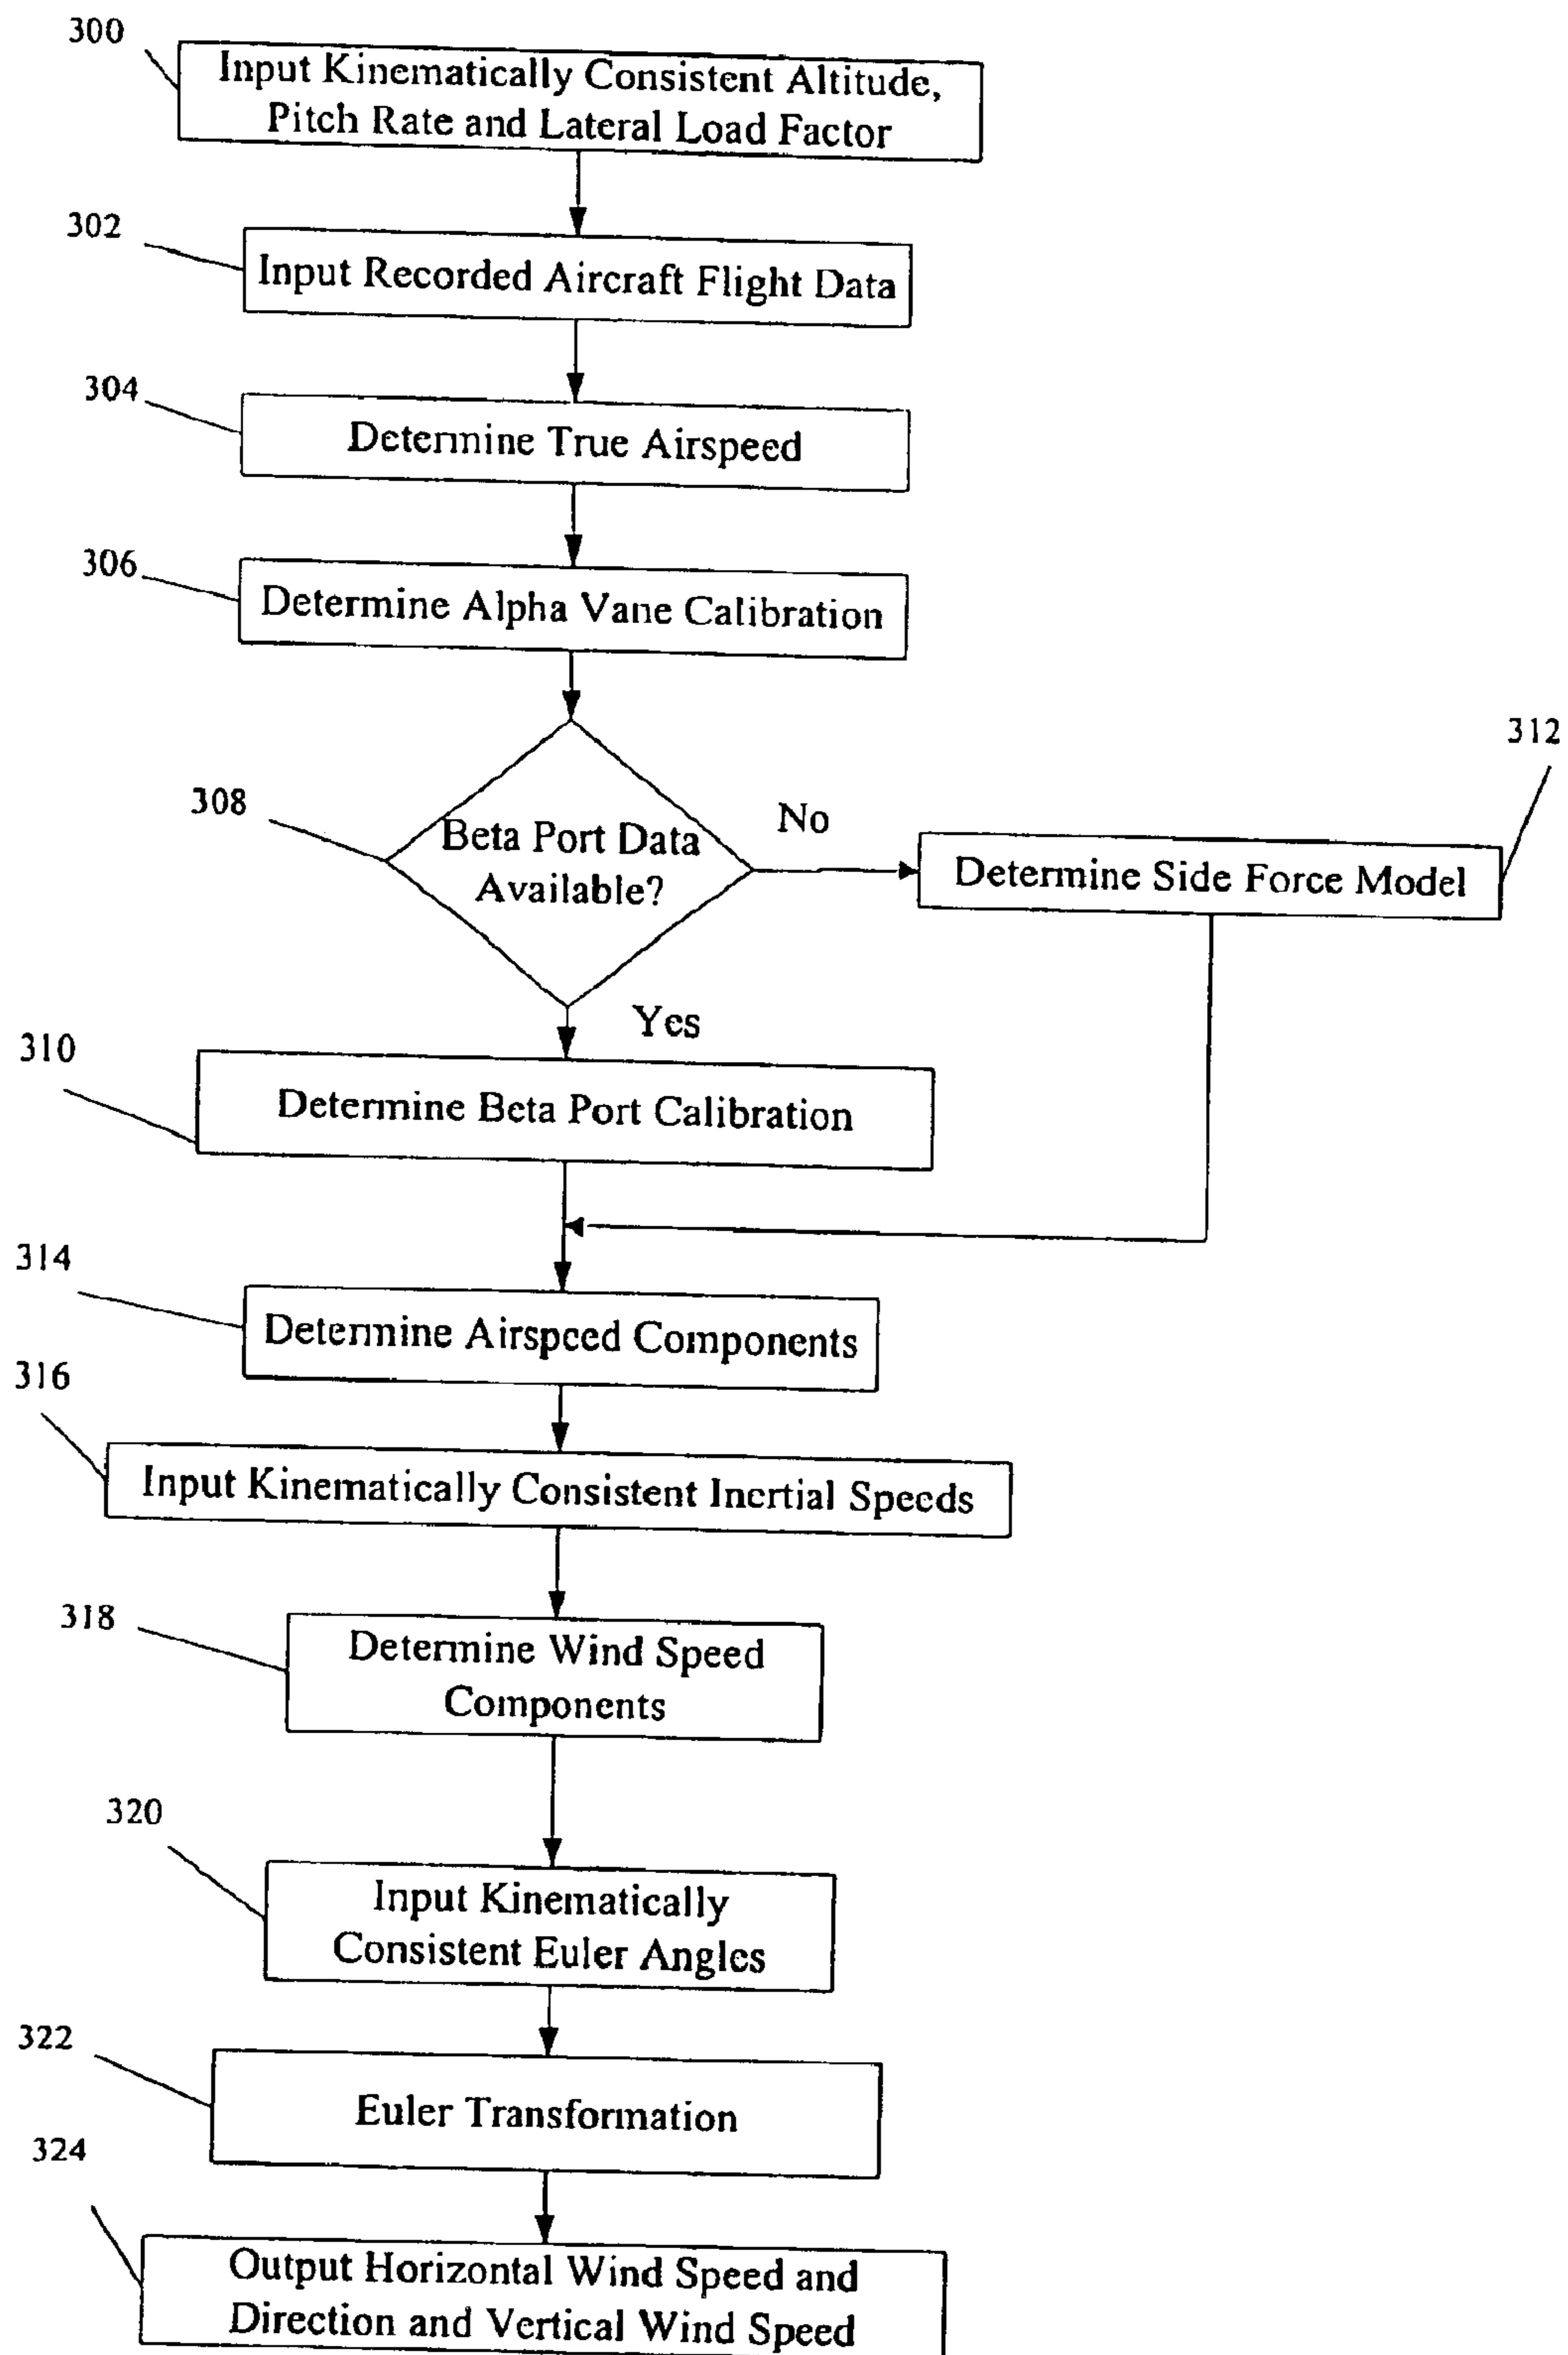 300
Input Kinematically Consistent Altitude,
Pitch Rate and Lateral Load Factor
302
Input Recorded Aircraft Flight Data
304
Determine True Airspeed
306
Determine Alpha Vane Calibration
308
Beta Port Data
Available?
No
312
Determine Side Force Model
Yes
310
Determine Beta Port Calibration
314
Determine Airspeed Components
316
Input Kinematically Consistent Inertial Speeds
318
Determine Wind Speed
Components
320
Input Kinematically
Consistent Euler Angles
322
Euler Transformation
324
Output Horizontal Wind Speed and
Direction and Vertical Wind Speed